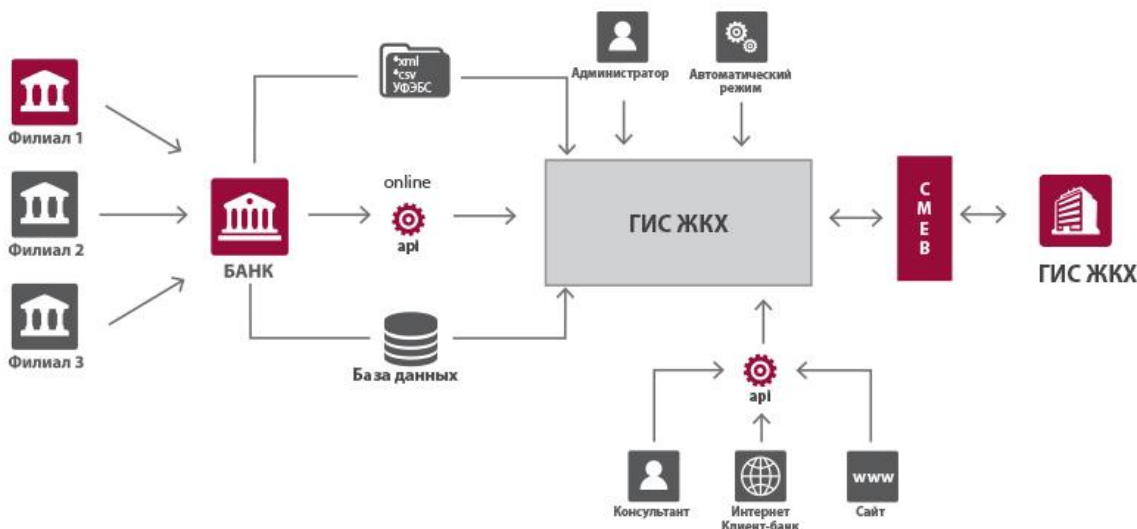 Филиал 1
Филиал 2
Филиал 3
БАНК
*xml
*csv
УФЭБС
online
api
База данных
Администратор
Автоматический
режим
ГИС ЖКХ
С
М
Е
В
ГИС ЖКХ
api
Консультант
Интернет
Клиент-банк
www
Сайт